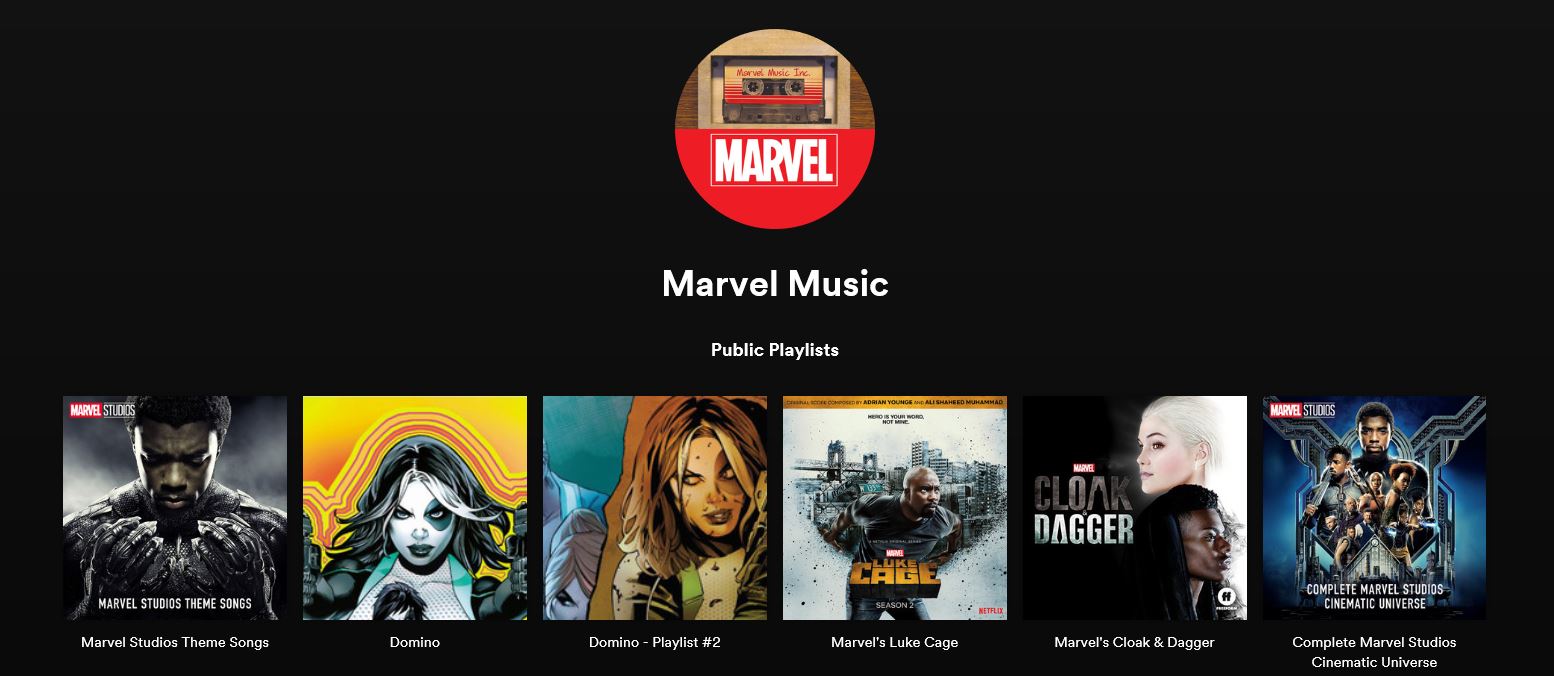 Marvel Music Inc.
MARVEL
Marvel Music
Public Playlists
MARVEL STUDIOS
MARVEL STUDIOS THEME SONGS
Marvel Studios Theme Songs
Domino
Domino - Playlist #2
ORIGINAL SCORE COMPOSED BY ADRIAN YOUNGE AND ALI SHAHEED MUHAMMAD
HERO IS YOUR WORD,
NOT MINE.
A NETFLIX ORIGINAL SERIES
MARVEL
LUKE
CAGE
SEASON 2
NETFLIX
Marvel's Luke Cage
MARVEL
CLOAK
&
DAGGER
FREEFORM
Marvel's Cloak & Dagger
MARVEL STUDIOS
COMPLETE MARVEL STUDIOS
CINEMATIC UNIVERSE
Complete Marvel Studios
Cinematic Universe